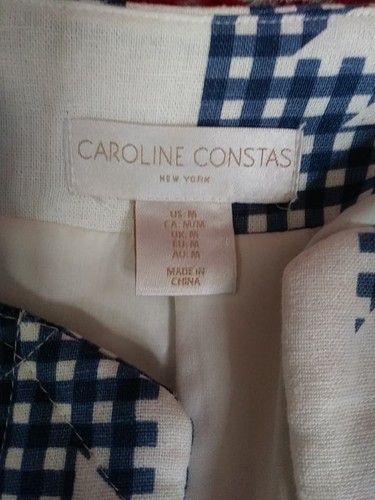 CAROLINE CONSTAS
NEW YORK
US: M
CA: M/M
UK: M
EU: M
AU: M
MADE IN
CHINA